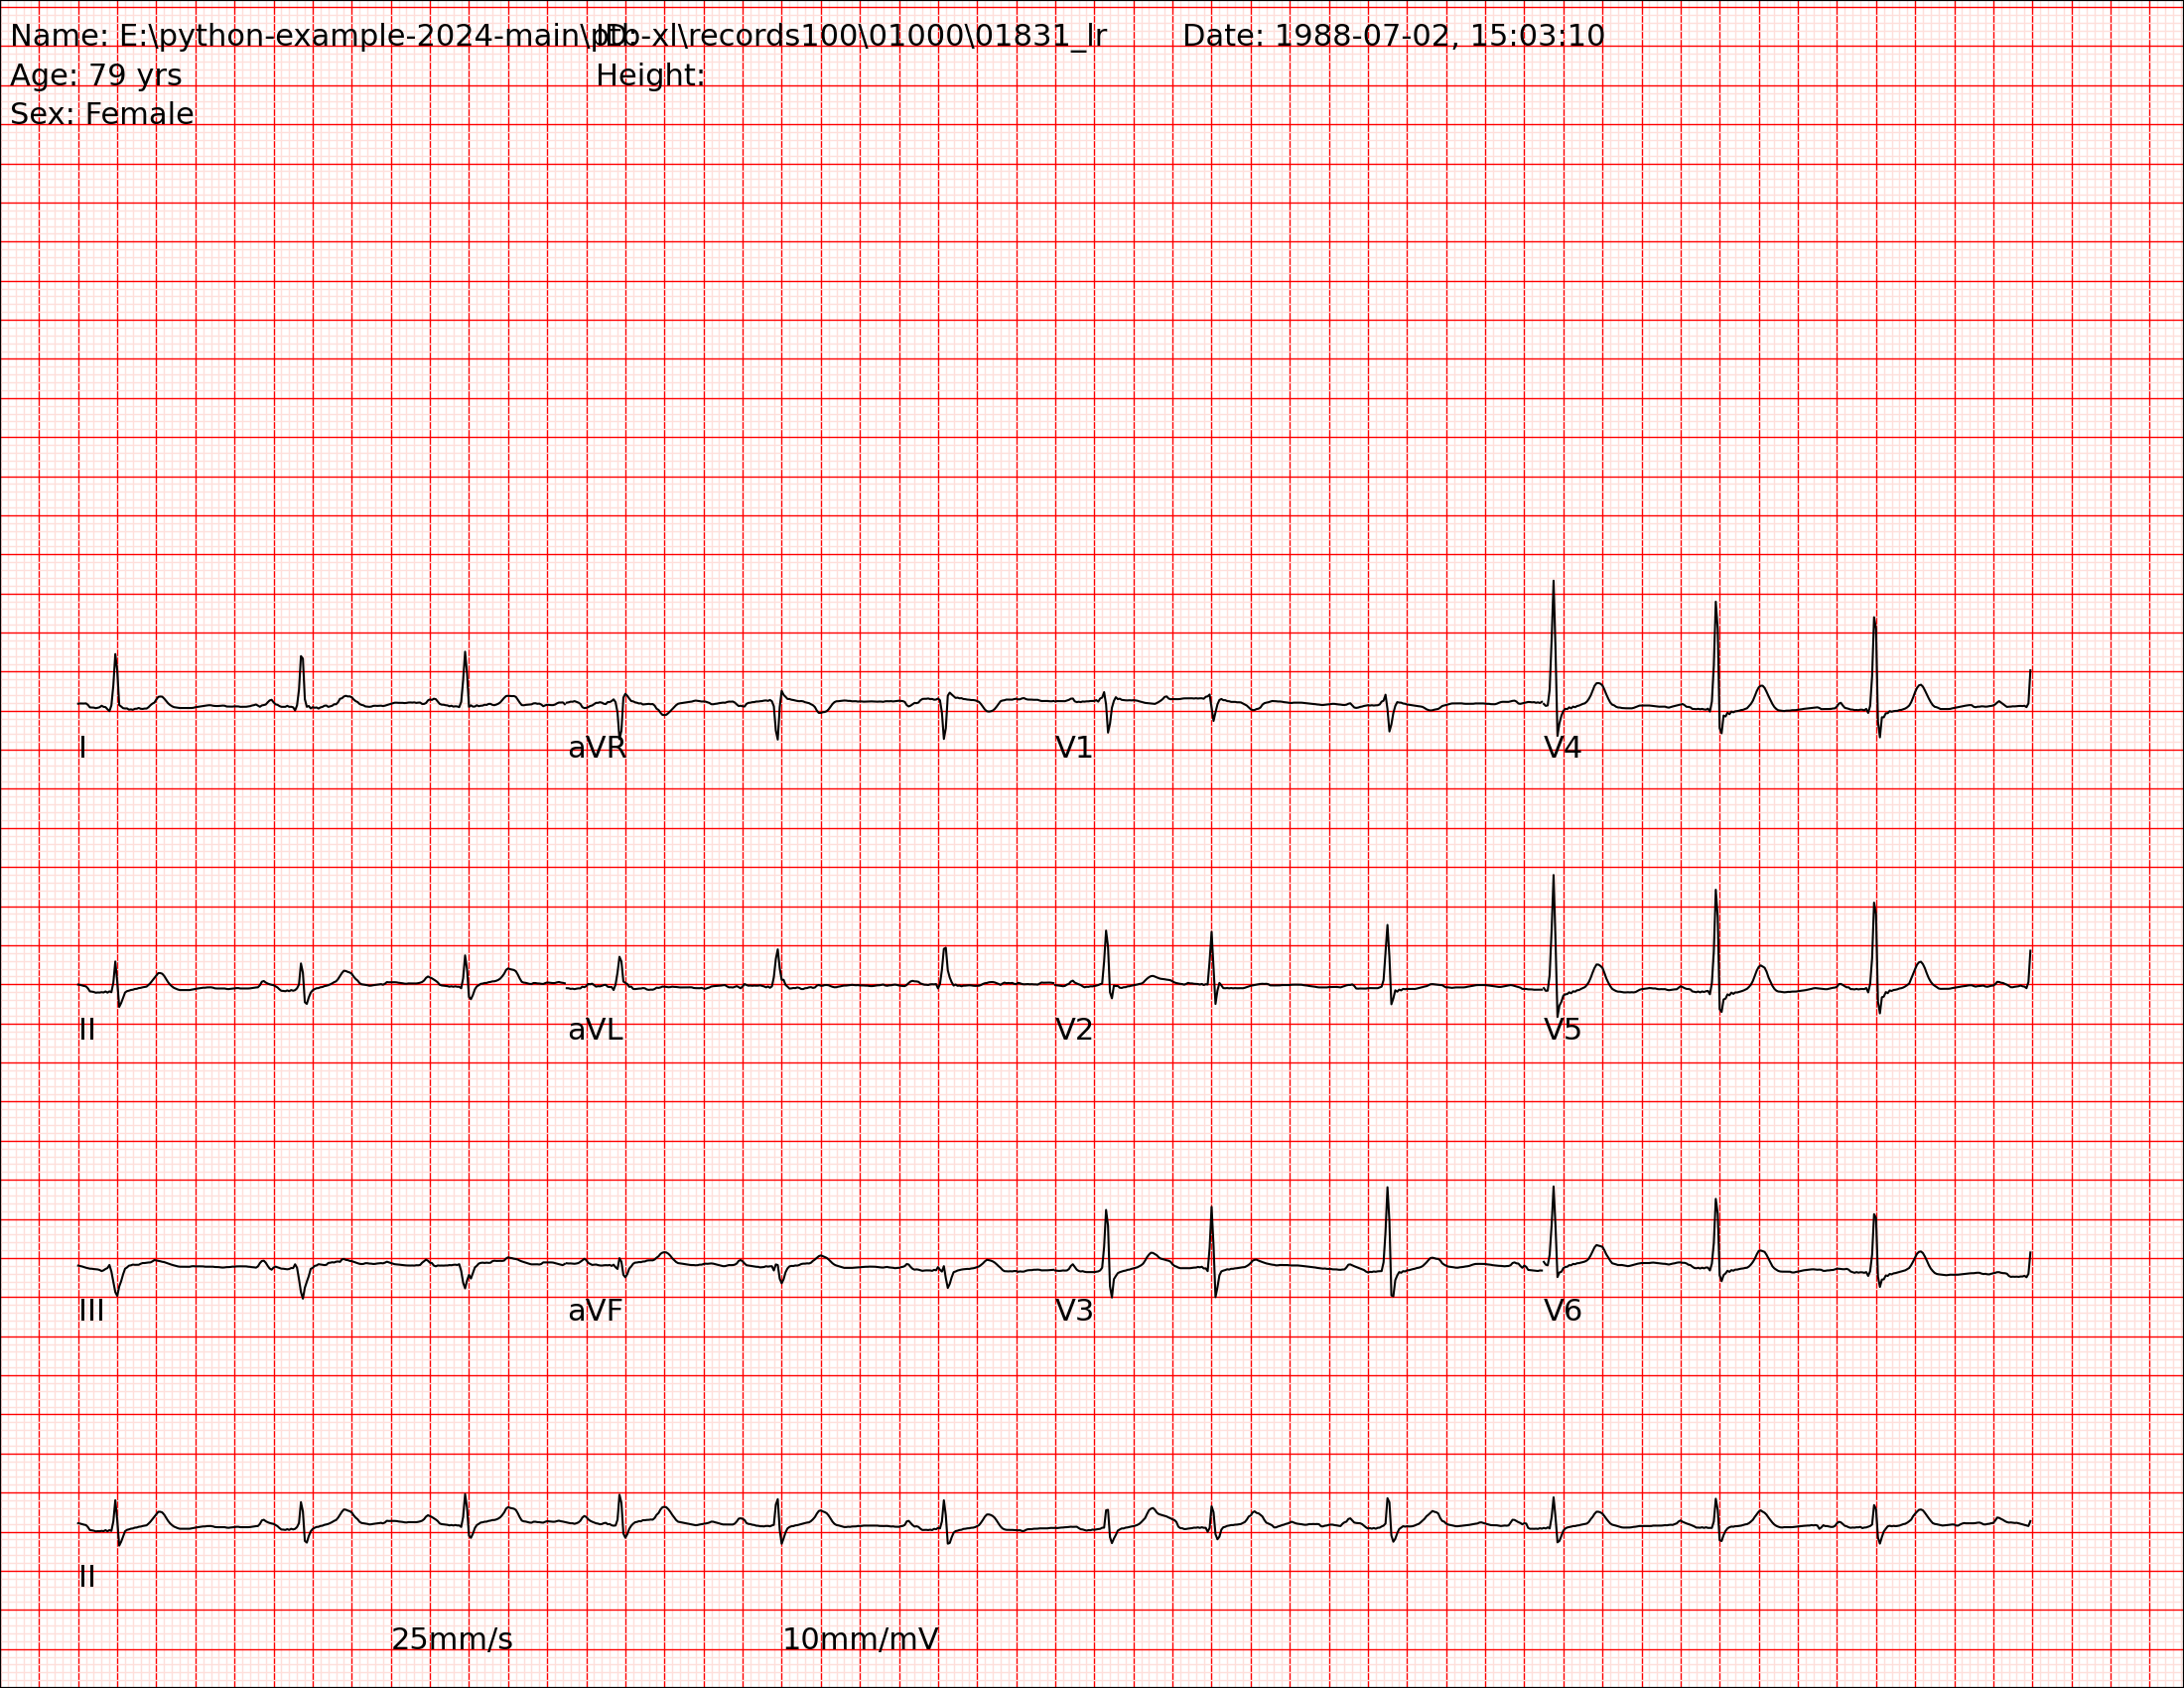 Name: E:\python-example-2024-main\ptb-xl\records100\01000\01831_lr ID: Date: 1988-07-02, 15:03:10
Age: 79 yrs Height:
Sex: Female
I aVR V1 V4
II aVL V2 V5
III aVF V3 V6
II
25mm/s 10mm/mV